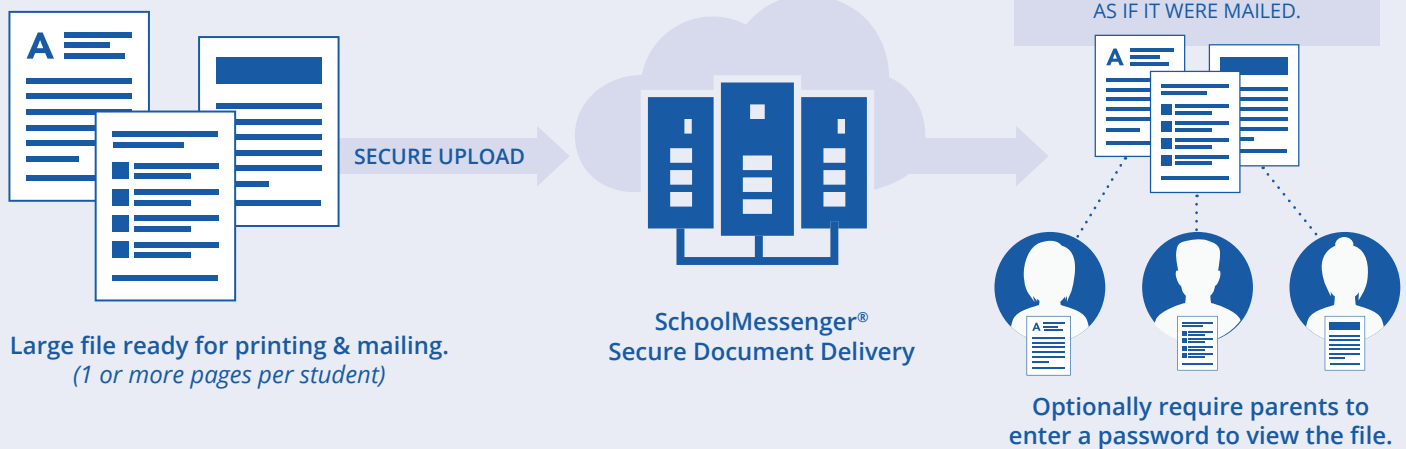 AS IF IT WERE MAILED.
A
A
SECURE UPLOAD
A
Large file ready for printing & mailing.
(1 or more pages per student)
SchoolMessenger®
Secure Document Delivery
Optionally require parents to
enter a password to view the file.